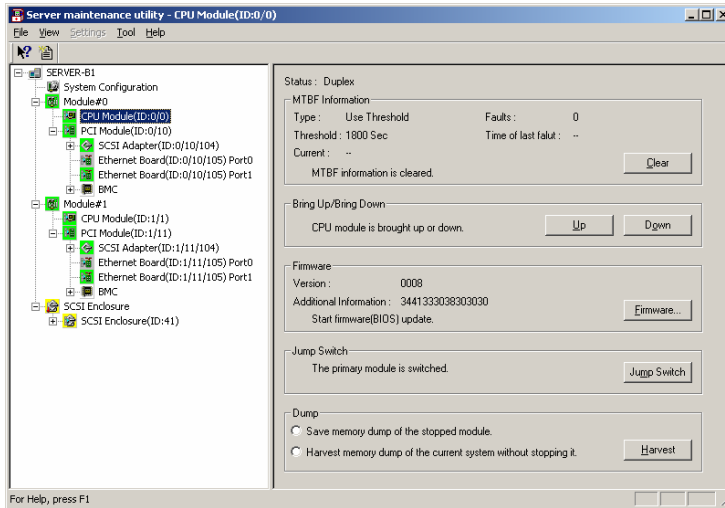 Server maintenance utility - CPU Module(ID:0/0)
File View Settings Tool Help
SERVER-B1
System Configuration
Module#0
CPU Module(ID:0/0)
PCI Module(ID:0/10)
SCSI Adapter(ID:0/10/104)
Ethernet Board(ID:0/10/105) Port0
Ethernet Board(ID:0/10/105) Port1
BMC
Module#1
CPU Module(ID:1/1)
PCI Module(ID:1/11)
SCSI Adapter(ID:1/11/104)
Ethernet Board(ID:1/11/105) Port0
Ethernet Board(ID:1/11/105) Port1
BMC
SCSI Enclosure
SCSI Enclosure(ID:41)
Status : Duplex
MTBF Information
Type : Use Threshold Faults : 0
Threshold : 1800 Sec Time of last falut : --
Current : --
MTBF information is cleared.
Clear
Bring Up/Bring Down
CPU module is brought up or down.
Up Down
Firmware
Version : 0008
Additional Information : 3441333038303030
Start firmware(BIOS) update.
Firmware...
Jump Switch
The primary module is switched.
Jump Switch
Dump
Save memory dump of the stopped module.
Harvest memory dump of the current system without stopping it.
Harvest
For Help, press F1